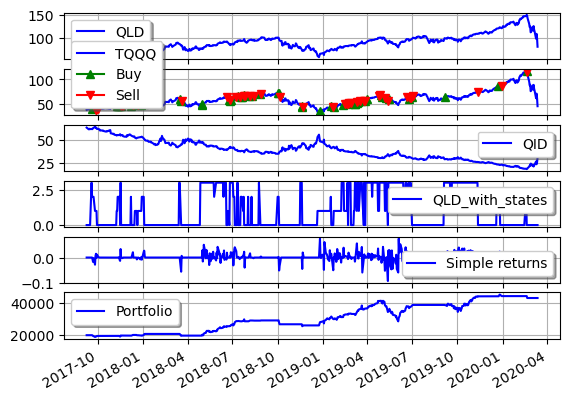 150
100
QLD
TQQQ
Buy
Sell
100
50
50
25
QID
2.5
0.0
QLD_with_states
0.0
−0.1
Simple returns
40000
20000
Portfolio
2017-10
2018-01
2018-04
2018-07
2018-10
2019-01
2019-04
2019-07
2019-10
2020-01
2020-04